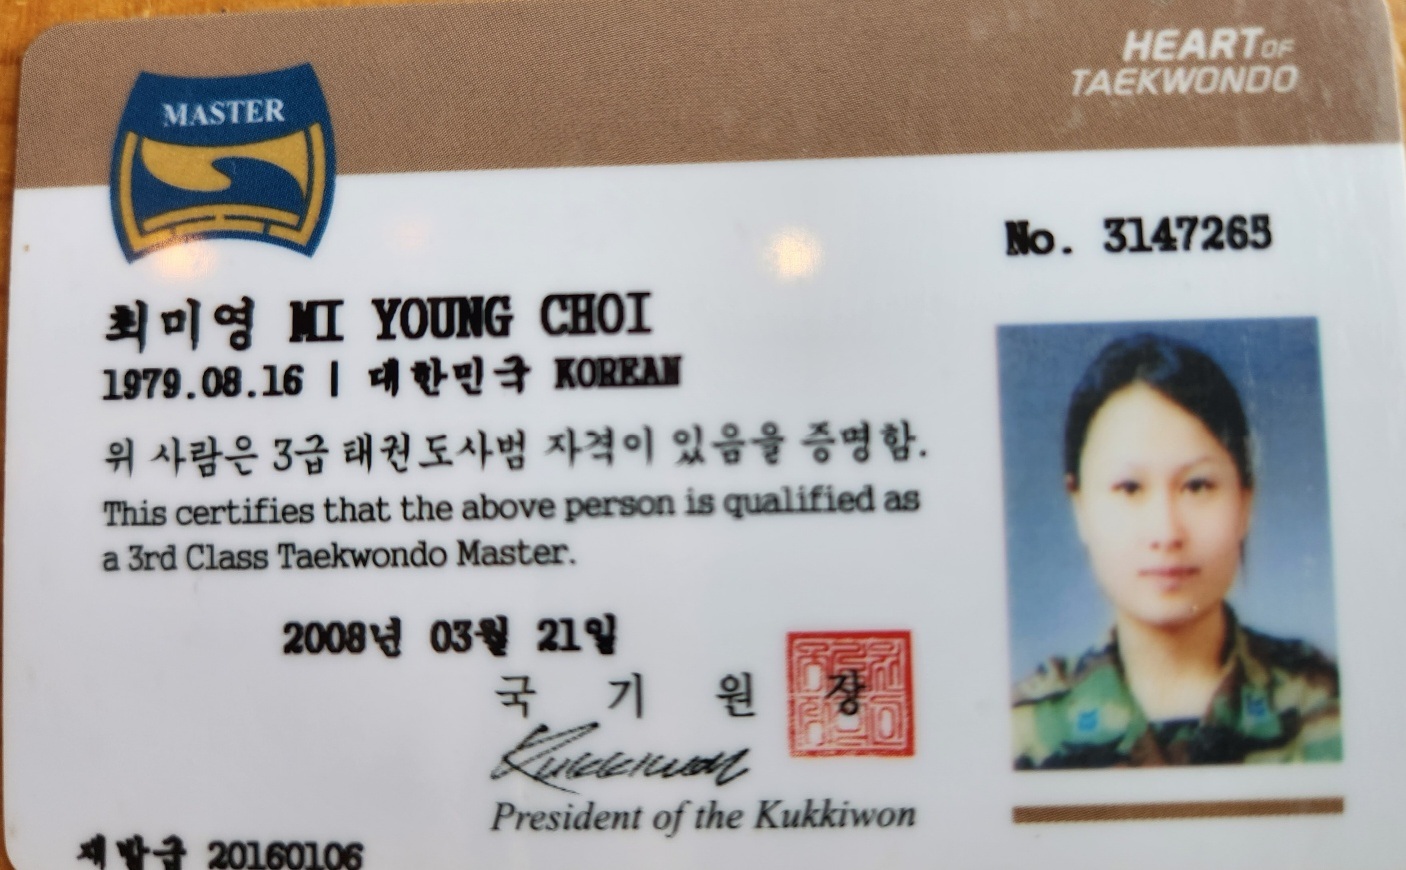 HEART OF
TAEKWONDO
MASTER
No. 3147265
최미영 MI YOUNG CHOI
1979.08.16 | 대한민국 KOREAN
위 사람은 3급 태권도사범 자격이 있음을 증명함.
This certifies that the above person is qualified as
a 3rd Class Taekwondo Master.
2008년 03월 21일
국 기 원 장
Kukkiwon
President of the Kukkiwon
재발급 20160106